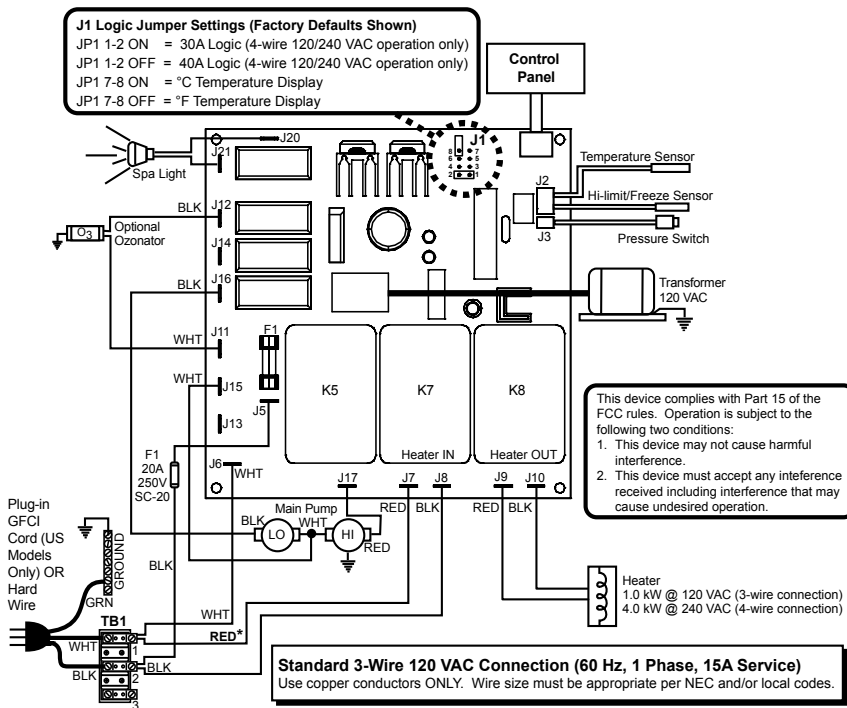 J1 Logic Jumper Settings (Factory Defaults Shown)
JP1 1-2 ON = 30A Logic (4-wire 120/240 VAC operation only)
JP1 1-2 OFF = 40A Logic (4-wire 120/240 VAC operation only)
JP1 7-8 ON = °C Temperature Display
JP1 7-8 OFF = °F Temperature Display
Control
Panel
J20
J1
8 7
6 5
4 3
2 1
J21
Spa Light
Temperature Sensor
J2
Hi-limit/Freeze Sensor
J3
Pressure Switch
BLK
J12
O3
Optional
Ozonator
J14
BLK
J16
Transformer
120 VAC
J11
WHT
F1
WHT
J15
J5
J13
K5
K7
K8
This device complies with Part 15 of the
FCC rules. Operation is subject to the
following two conditions:
1. This device may not cause harmful
interference.
2. This device must accept any inteference
received including interference that may
cause undesired operation.
F1
20A
250V
SC-20
J6
WHT
Heater IN
Heater OUT
J17
J7
J8
J9
J10
RED
BLK
RED
BLK
Main Pump
BLK
LO
WHT
HI
RED
Plug-in
GFCI
Cord (US
Models
Only) OR
Hard
Wire
GROUND
BLK
GRN
Heater
1.0 kW @ 120 VAC (3-wire connection)
4.0 kW @ 240 VAC (4-wire connection)
WHT
TB1
RED*
WHT
1
BLK
BLK
2
3
Standard 3-Wire 120 VAC Connection (60 Hz, 1 Phase, 15A Service)
Use copper conductors ONLY. Wire size must be appropriate per NEC and/or local codes.